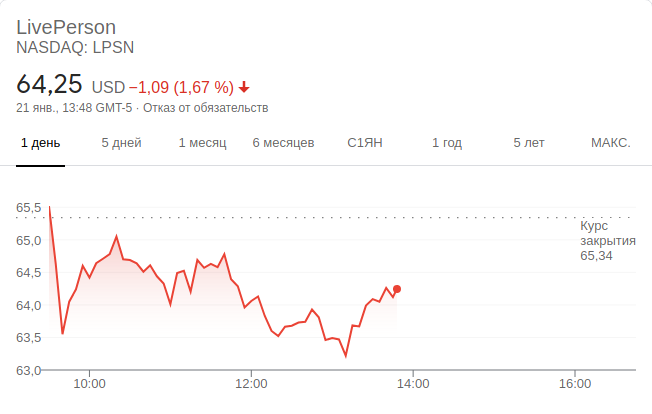 LivePerson
NASDAQ: LPSN
64,25 USD −1,09 (1,67 %)
21 янв., 13:48 GMT-5 · Отказ от обязательств
1 день 5 дней 1 месяц 6 месяцев С1ЯН 1 год 5 лет МАКС.
65,5
Курс
закрытия
65,34
65,0
64,5
64,0
63,5
63,0
10:00 12:00 14:00 16:00